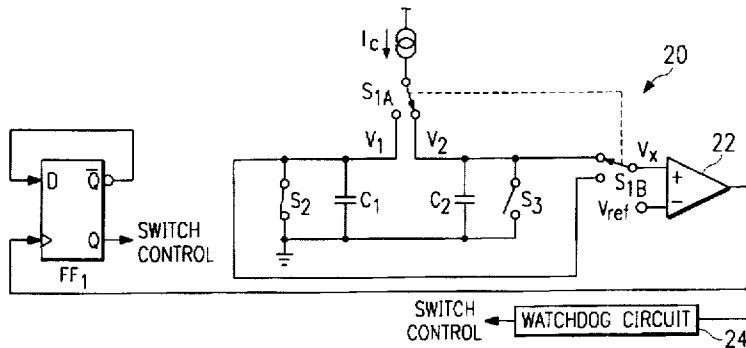 I_c
20
S_1A
V_1
V_2
V_x
22
D
Q̅
S_2
C_1
C_2
S_3
S_1B
+
−
V_ref
Q
SWITCH
CONTROL
FF_1
SWITCH
CONTROL
WATCHDOG CIRCUIT
24